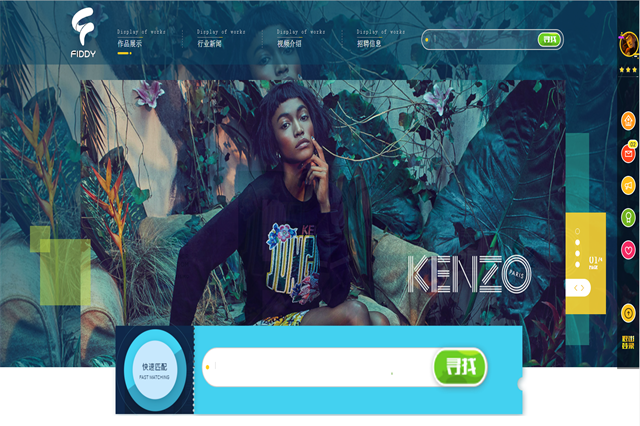 FIDDY
Display of works
作品展示
Display of works
行业新闻
Display of works
视频介绍
Display of works
招聘信息
寻找
KE
JUNG
KENZO
PARIS
01
PAGE
快速匹配
FAST MATCHING
寻找